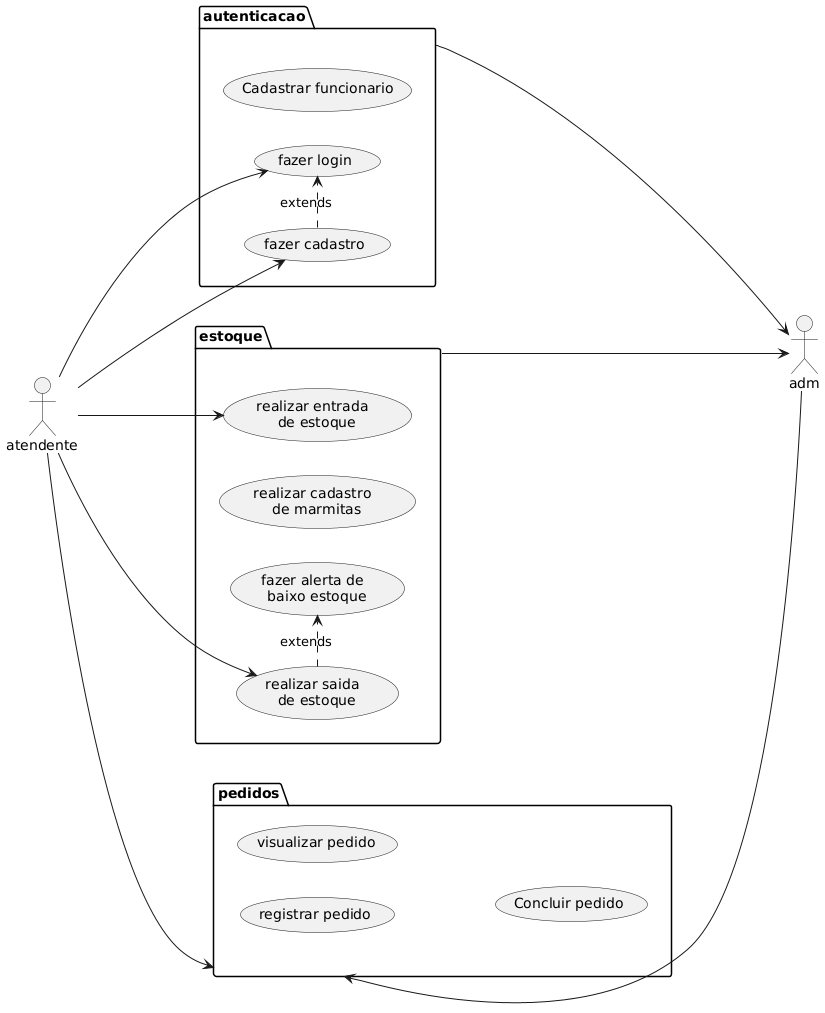 autenticacao
Cadastrar funcionario
fazer login
extends
fazer cadastro
estoque
adm
realizar entrada
de estoque
atendente
realizar cadastro
de marmitas
fazer alerta de
baixo estoque
extends
realizar saida
de estoque
pedidos
visualizar pedido
registrar pedido
Concluir pedido